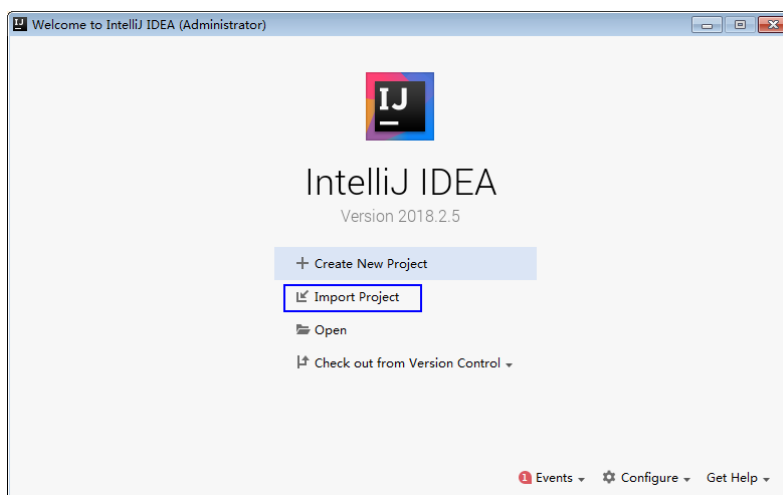 Welcome to IntelliJ IDEA (Administrator)
IJ
IntelliJ IDEA
Version 2018.2.5
Create New Project
Import Project
Open
Check out from Version Control
1 Events Configure Get Help